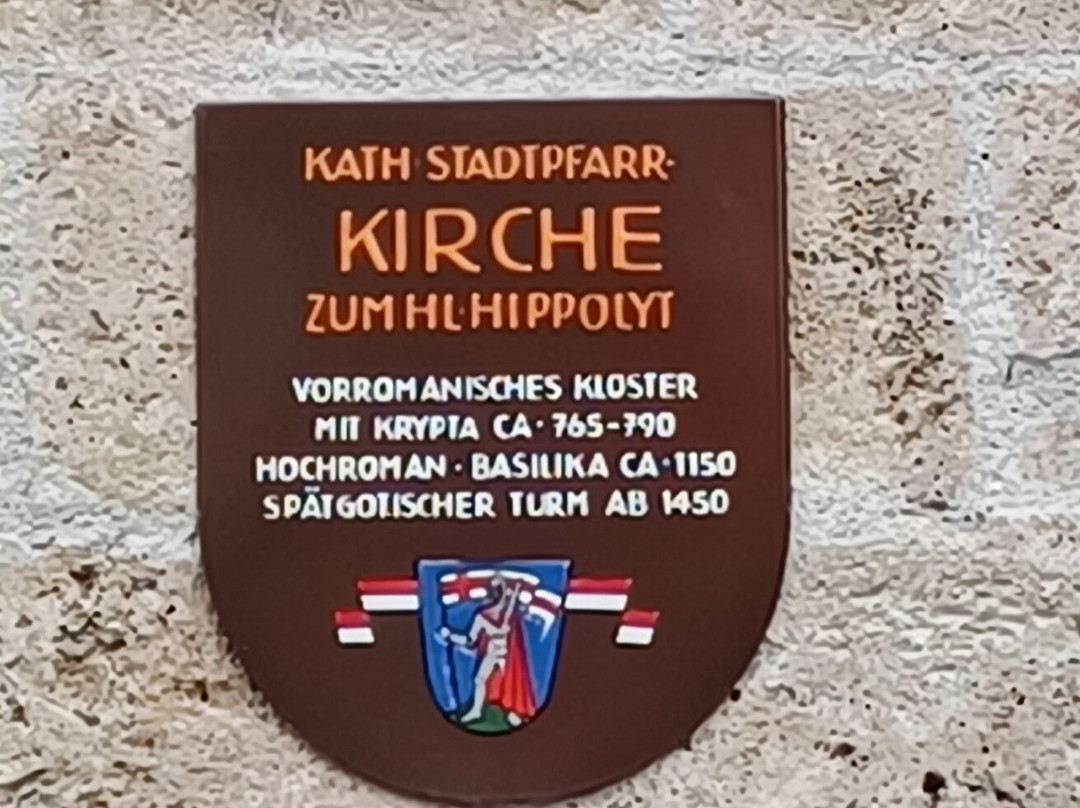 KATH STADTPFARR·
KIRCHE
ZUM HL·HIPPOLYT
VORROMANISCHES KLOSTER
MIT KRYPTA CA· 765-790
HOCHROMAN · BASILIKA CA·1150
SPÄTGOTISCHER TURM AB 1450